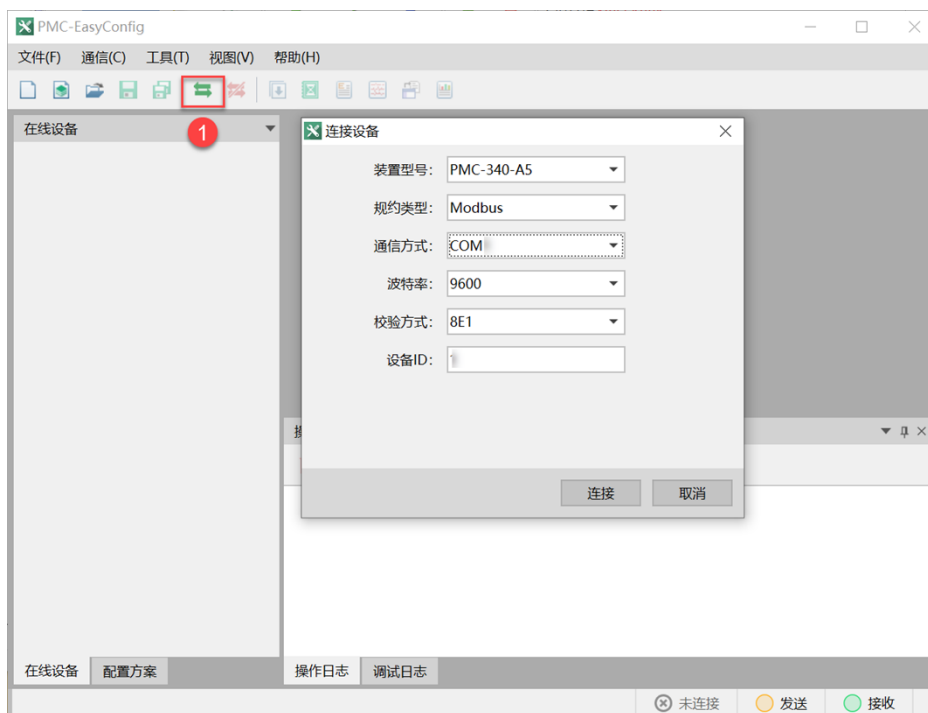 PMC-EasyConfig
文件(F) 通信(C) 工具(T) 视图(V) 帮助(H)
1
在线设备
连接设备
装置型号: PMC-340-A5
规约类型: Modbus
通信方式: COM
波特率: 9600
校验方式: 8E1
设备ID:
连接 取消
在线设备 配置方案
操作日志 调试日志
未连接 发送 接收